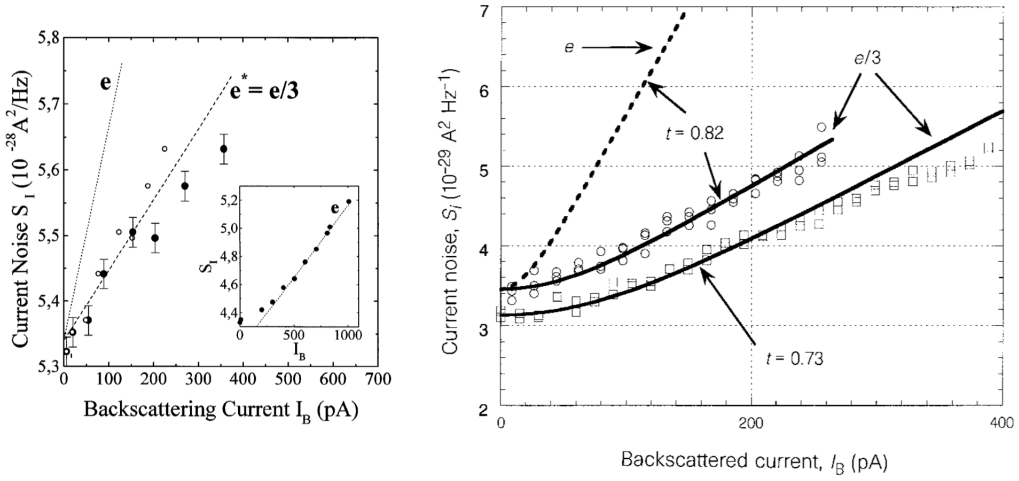 5,8
5,7
5,6
5,5
5,4
5,3
Current Noise S_I (10^-28 A^2/Hz)
e
e* = e/3
5,2
5,0
4,8
4,6
4,4
S_I
e
0
500
1000
I_B
0
100
200
300
400
500
600
700
Backscattering Current I_B (pA)
7
6
5
4
3
2
Current noise, S_i (10^-29 A^2 Hz^-1)
e
e/3
t = 0.82
t = 0.73
0
200
400
Backscattered current, I_B (pA)